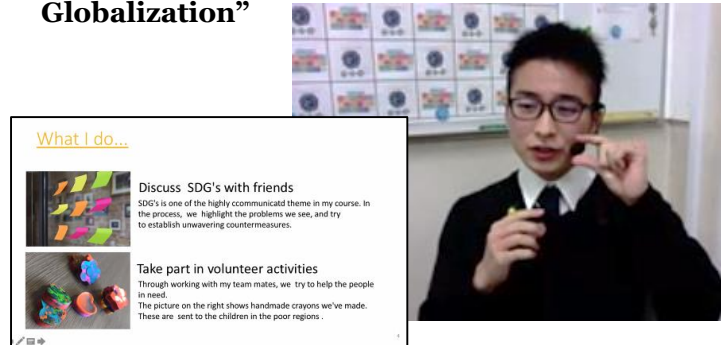 Globalization”
What I do...
Discuss SDG's with friends
SDG's is one of the highly ccommunicatd theme in my course. In
the process, we highlight the problems we see, and try
to establish unwavering countermeasures.
Take part in volunteer activities
Through working with my team mates, we try to help the people
in need.
The picture on the right shows handmade crayons we've made.
These are sent to the children in the poor regions .